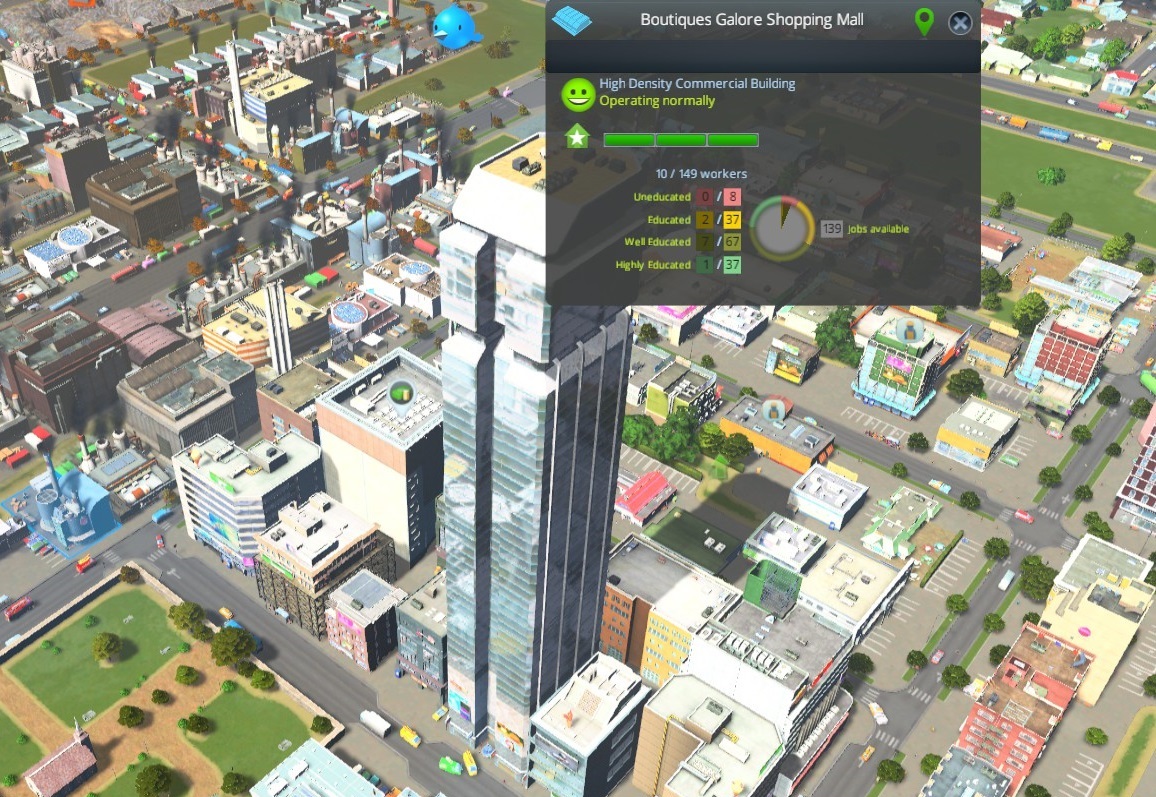 Boutiques Galore Shopping Mall
High Density Commercial Building
Operating normally
10 / 149 workers
Uneducated 0 / 8
Educated 2 / 37
Well Educated 7 / 67
Highly Educated 1 / 37
139 jobs available